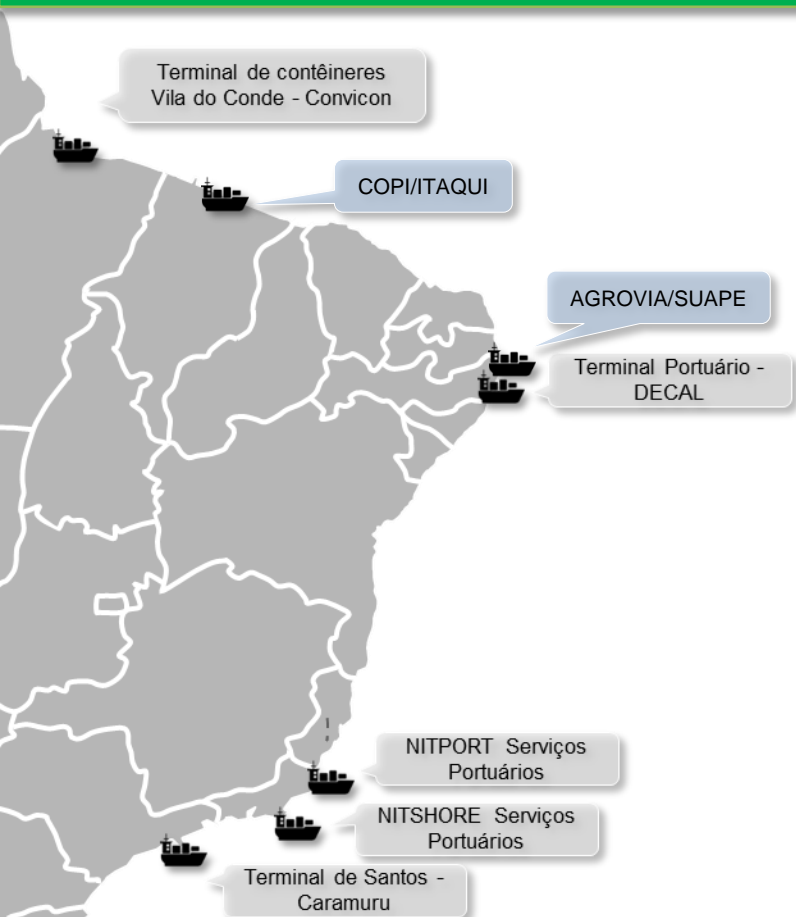 Terminal de contêineres
Vila do Conde - Convicon
COPI/ITAQUI
AGROVIA/SUAPE
Terminal Portuário -
DECAL
NITPORT Serviços
Portuários
NITSHORE Serviços
Portuários
Terminal de Santos -
Caramuru